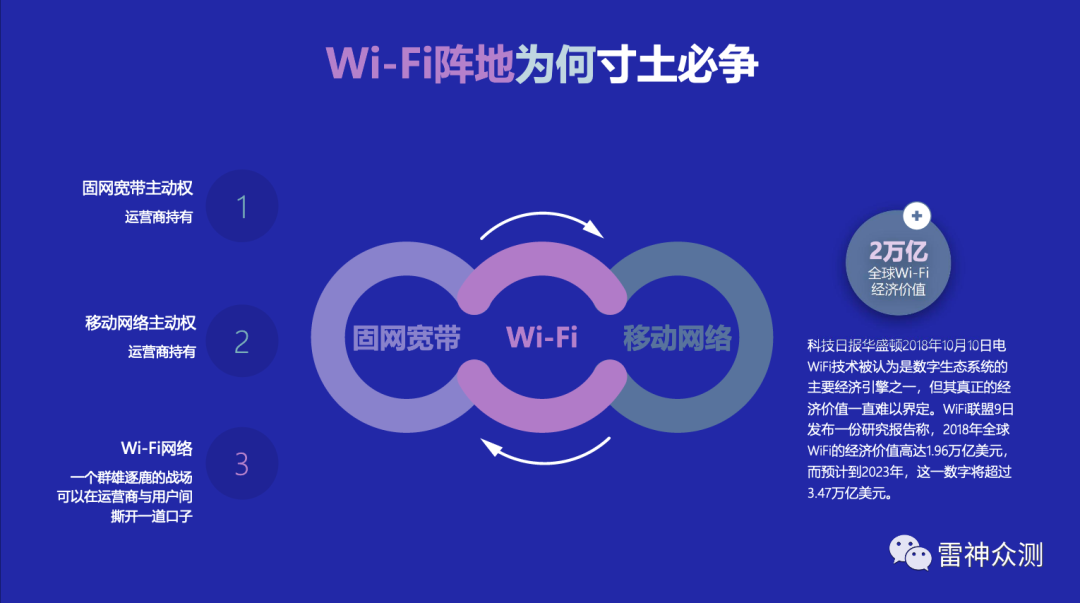 Wi-Fi阵地为何寸土必争
固网宽带主动权
运营商持有
1
移动网络主动权
运营商持有
2
Wi-Fi网络
一个群雄逐鹿的战场
可以在运营商与用户间
撕开一道口子
3
固网宽带
Wi-Fi
移动网络
+
2万亿
全球Wi-Fi
经济价值
科技日报华盛顿2018年10月10日电
WiFi技术被认为是数字生态系统的
主要经济引擎之一，但其真正的经
济价值一直难以界定。WiFi联盟9日
发布一份研究报告称，2018年全球
WiFi的经济价值高达1.96万亿美元，
而预计到2023年，这一数字将超过
3.47万亿美元。
雷神众测